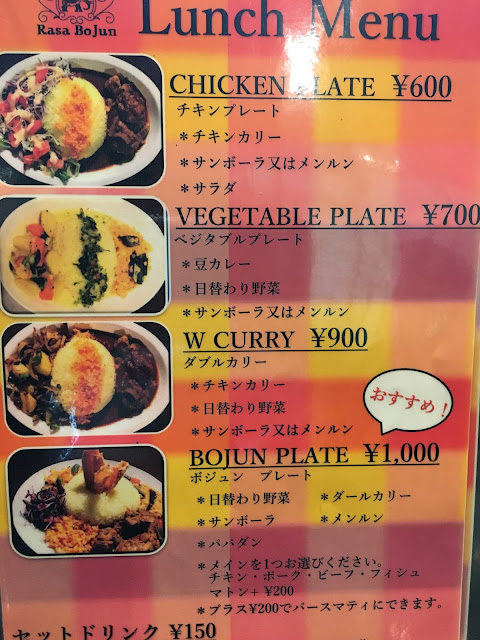 Rasa BoJun
Lunch Menu
CHICKEN PLATE ¥600
チキンプレート
＊チキンカリー
＊サンボーラ又はメンルン
＊サラダ
VEGETABLE PLATE ¥700
ベジタブルプレート
＊豆カレー
＊日替わり野菜
＊サンボーラ又はメンルン
W CURRY ¥900
ダブルカリー
＊チキンカリー
＊日替わり野菜
＊サンボーラ又はメンルン
おすすめ！
BOJUN PLATE ¥1,000
ボジュン プレート
＊日替わり野菜 ＊ダールカリー
＊サンボーラ ＊メンルン
＊パパダン
＊メインを1つお選びください。
チキン・ポーク・ビーフ・フィシュ
マトン+ ¥200
＊プラス¥200でバースマティにできます。
セットドリンク ¥150